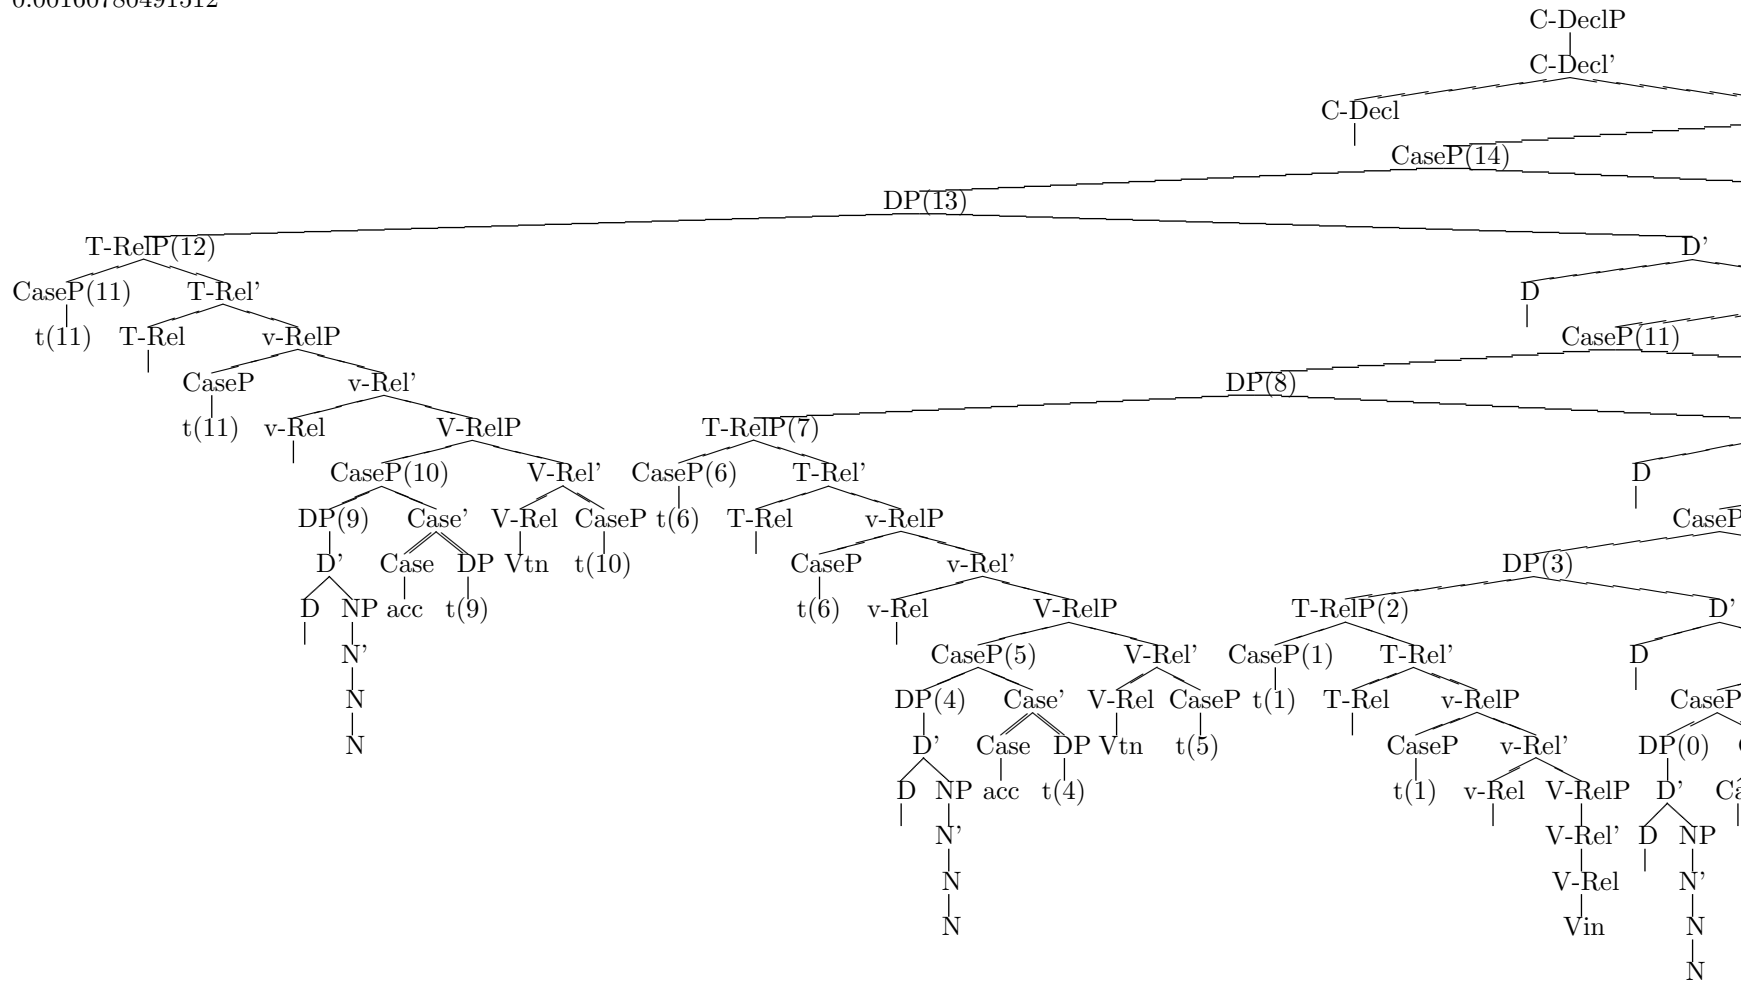 C-DeclP
C-Decl'
C-Decl
CaseP(14)
DP(13)
T-RelP(12) D'
CaseP(11) T-Rel' D
t(11) T-Rel v-RelP CaseP(11)
CaseP v-Rel' DP(8)
t(11) v-Rel V-RelP T-RelP(7)
CaseP(10) V-Rel' CaseP(6) T-Rel' D
DP(9) Case' V-Rel CaseP t(6) T-Rel v-RelP CaseP
D' Case DP Vtn t(10) CaseP v-Rel' DP(3)
D NP acc t(9) t(6) v-Rel V-RelP T-RelP(2) D'
N' CaseP(5) V-Rel' CaseP(1) T-Rel' D
N DP(4) Case' V-Rel CaseP t(1) T-Rel v-RelP CaseP
N D' Case DP Vtn t(5) CaseP v-Rel' DP(0)
D NP acc t(4) t(1) v-Rel V-RelP D'
N' V-Rel' D NP
N V-Rel N'
N Vin N
N